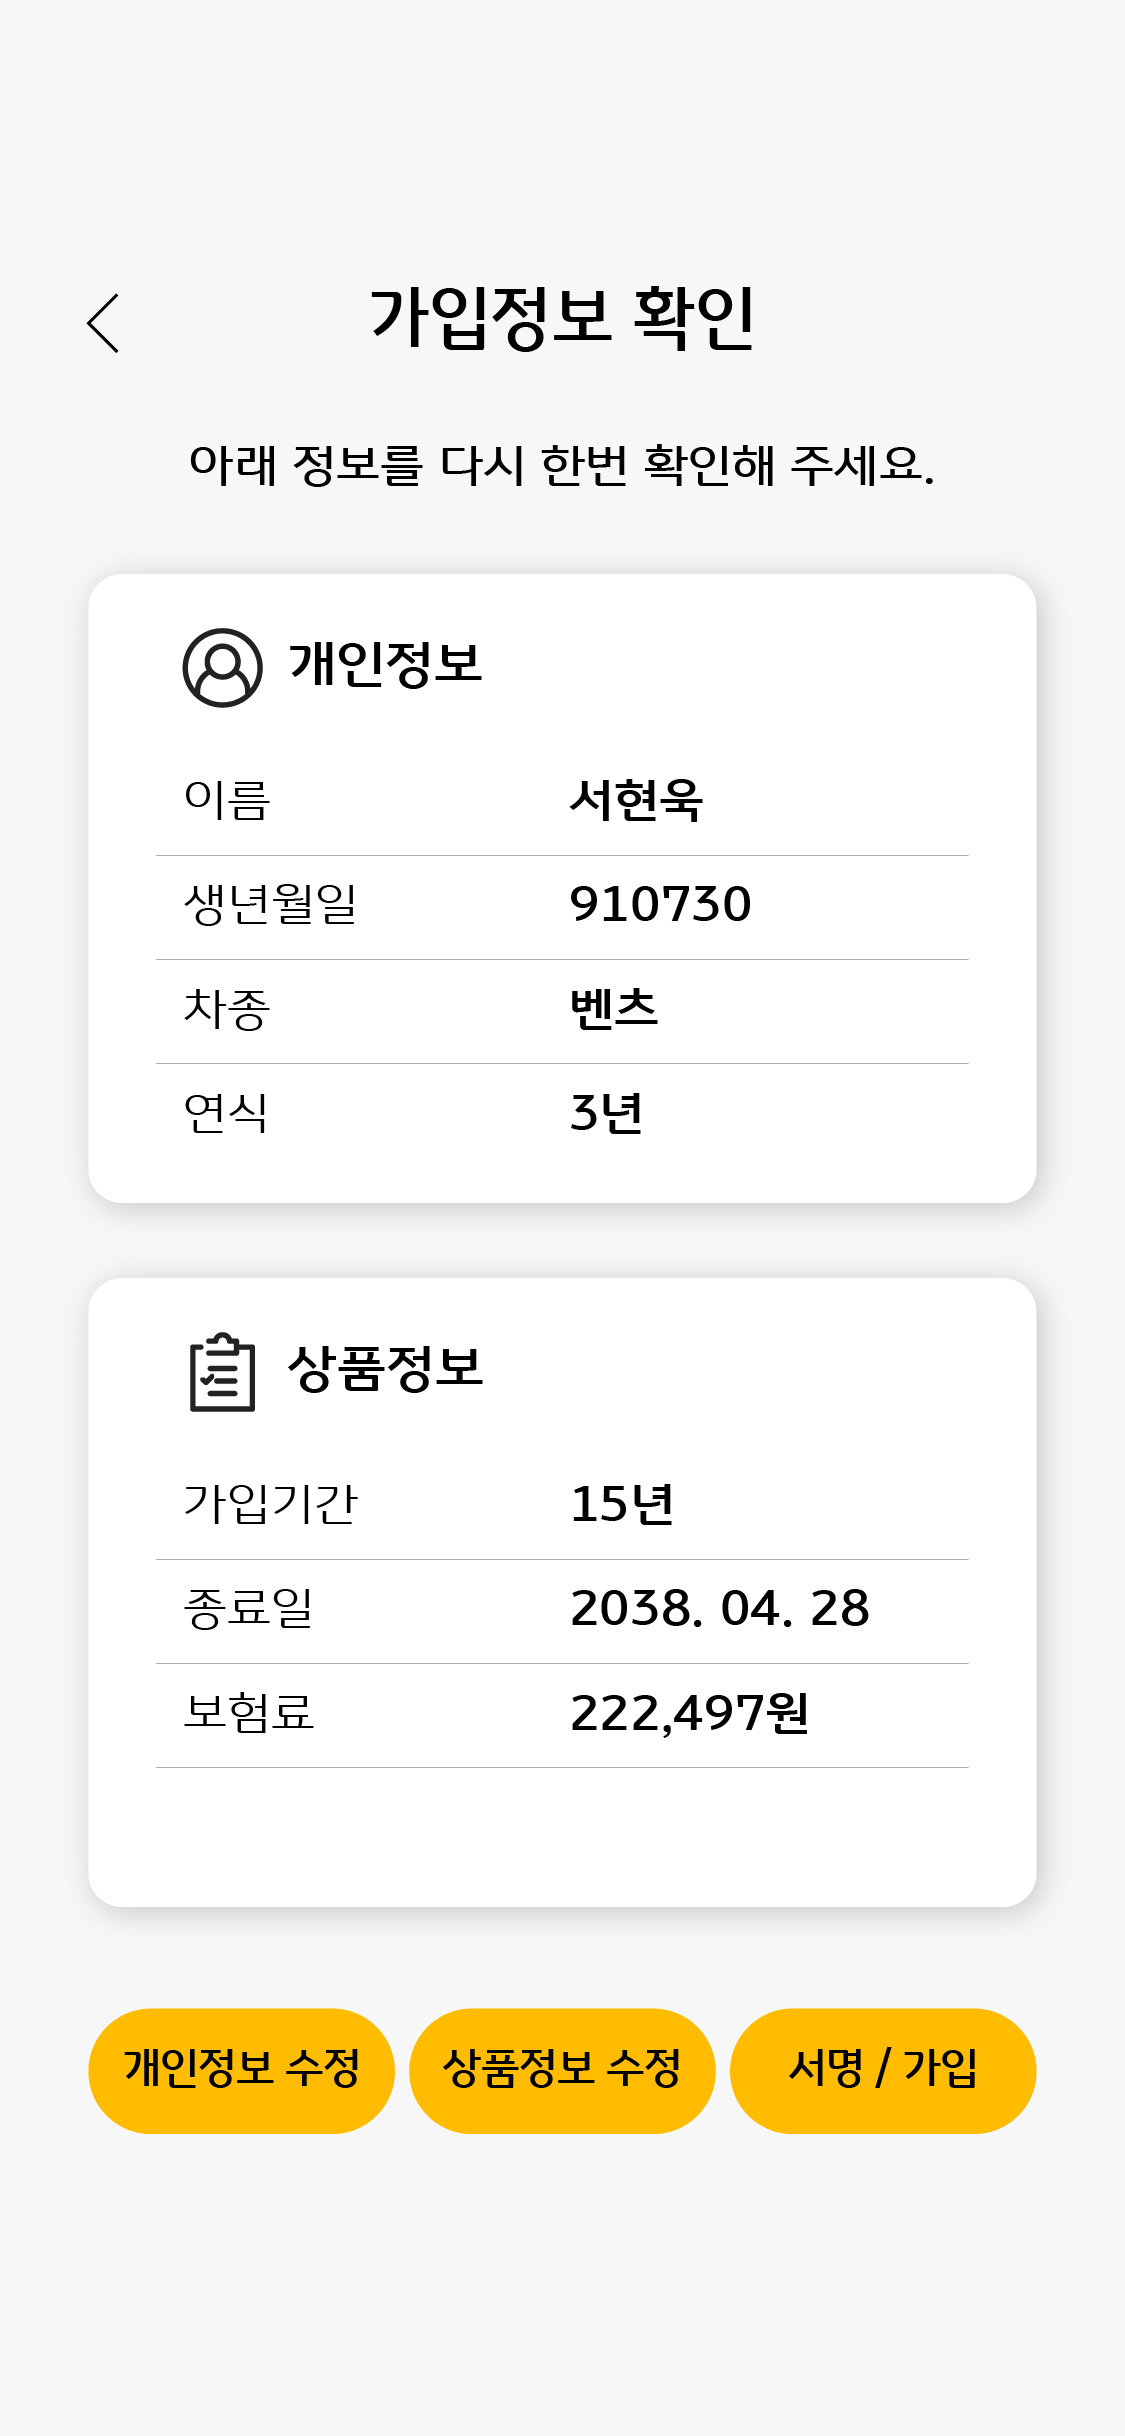 가입정보 확인
아래 정보를 다시 한번 확인해 주세요.
개인정보
이름 서현욱
생년월일 910730
차종 벤츠
연식 3년
상품정보
가입기간 15년
종료일 2038. 04. 28
보험료 222,497원
개인정보 수정 상품정보 수정 서명 / 가입